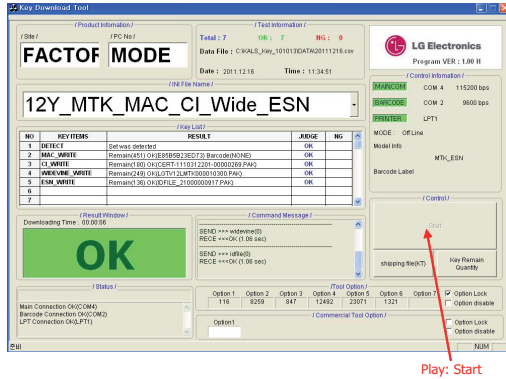 Key Download Tool
/ Product Infomation /
/ Test Information /
/ Site /
/ PC No /
FACTOF
MODE
Total : 7 OK : 7 NG : 0
Data File : C:\KALS_Key_101013\DATA\20111216.csv
Date : 2011.12.16 Time : 11:34:51
LG Electronics
Program VER : 1.00 H
/ INI File Name /
12Y_MTK_MAC_CI_Wide_ESN
/ Control Infomation /
MAINCOM COM 4 115200 bps
BARCODE COM 2 9600 bps
PRINTER LPT1
MODE : Off Line
Model Info
MTK_ESN
Barcode Label
/ Key List /
NO KEY ITEMS RESULT JUDGE NG
1 DETECT Set was detected OK
2 MAC_WRITE Remain(451) OK(E85B5B23ED73) Barcode(NONE) OK
3 CI_WRITE Remain(180) OK(CERT-1110312201-00000269.PAK) OK
4 WIDEVINE_WRITE Remain(249) OK(LGTV12LMTK000010300.PAK) OK
5 ESN_WRITE Remain(136) OK(IDFILE_21000000917.PAK) OK
6
7
/ Result Window /
Downloading Time : 00:00:06
OK
/ Command Message /
SEND >>> widevine(0)
RECE <<<OK (1.06 sec)
SEND >>> idfile(0)
RECE <<<OK (1.06 sec)
/ Control /
Start
shipping file(KT)
Key Remain
Quantity
/ Status /
Main Connection OK(COM4)
Barcode Connection OK(COM2)
LPT Connection OK(LPT1)
/Tool Option /
Option 1 Option 2 Option 3 Option 4 Option 5 Option 6 Option 7
116 8259 847 12492 23071 1321
Option Lock
Option disable
/ Commercial Tool Option /
Option1
Option Lock
Option disable
준비
NUM
Play: Start